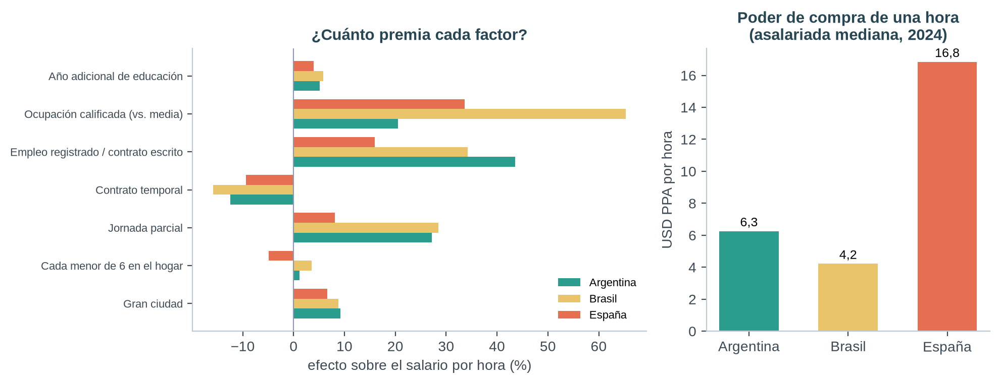 ¿Cuánto premia cada factor?
Año adicional de educación
Ocupación calificada (vs. media)
Empleo registrado / contrato escrito
Contrato temporal
Jornada parcial
Cada menor de 6 en el hogar
Gran ciudad
Argentina
Brasil
España
−10 0 10 20 30 40 50 60
efecto sobre el salario por hora (%)
Poder de compra de una hora
(asalariada mediana, 2024)
USD PPA por hora
16
14
12
10
8
6
4
2
0
6,3
4,2
16,8
Argentina Brasil España